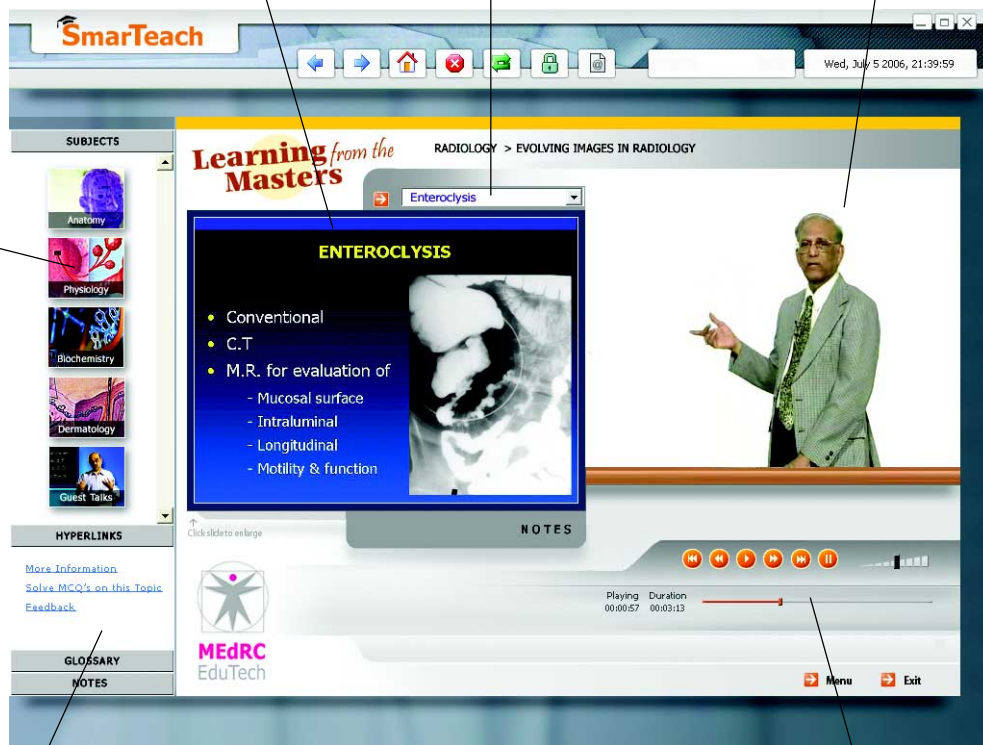 SmarTeach
@
Wed, July 5 2006, 21:39:59
SUBJECTS
Anatomy
Physiology
Biochemistry
Dermatology
Guest Talks
HYPERLINKS
More Information
Solve MCQ's on this Topic
Feedback
GLOSSARY
NOTES
Learning from the
Masters
RADIOLOGY > EVOLVING IMAGES IN RADIOLOGY
Enteroclysis
ENTEROCLYSIS
• Conventional
• C.T
• M.R. for evaluation of
- Mucosal surface
- Intraluminal
- Longitudinal
- Motility & function
Click slide to enlarge
NOTES
Playing Duration
00:00:57 00:03:13
MEdRC
EduTech
Menu Exit